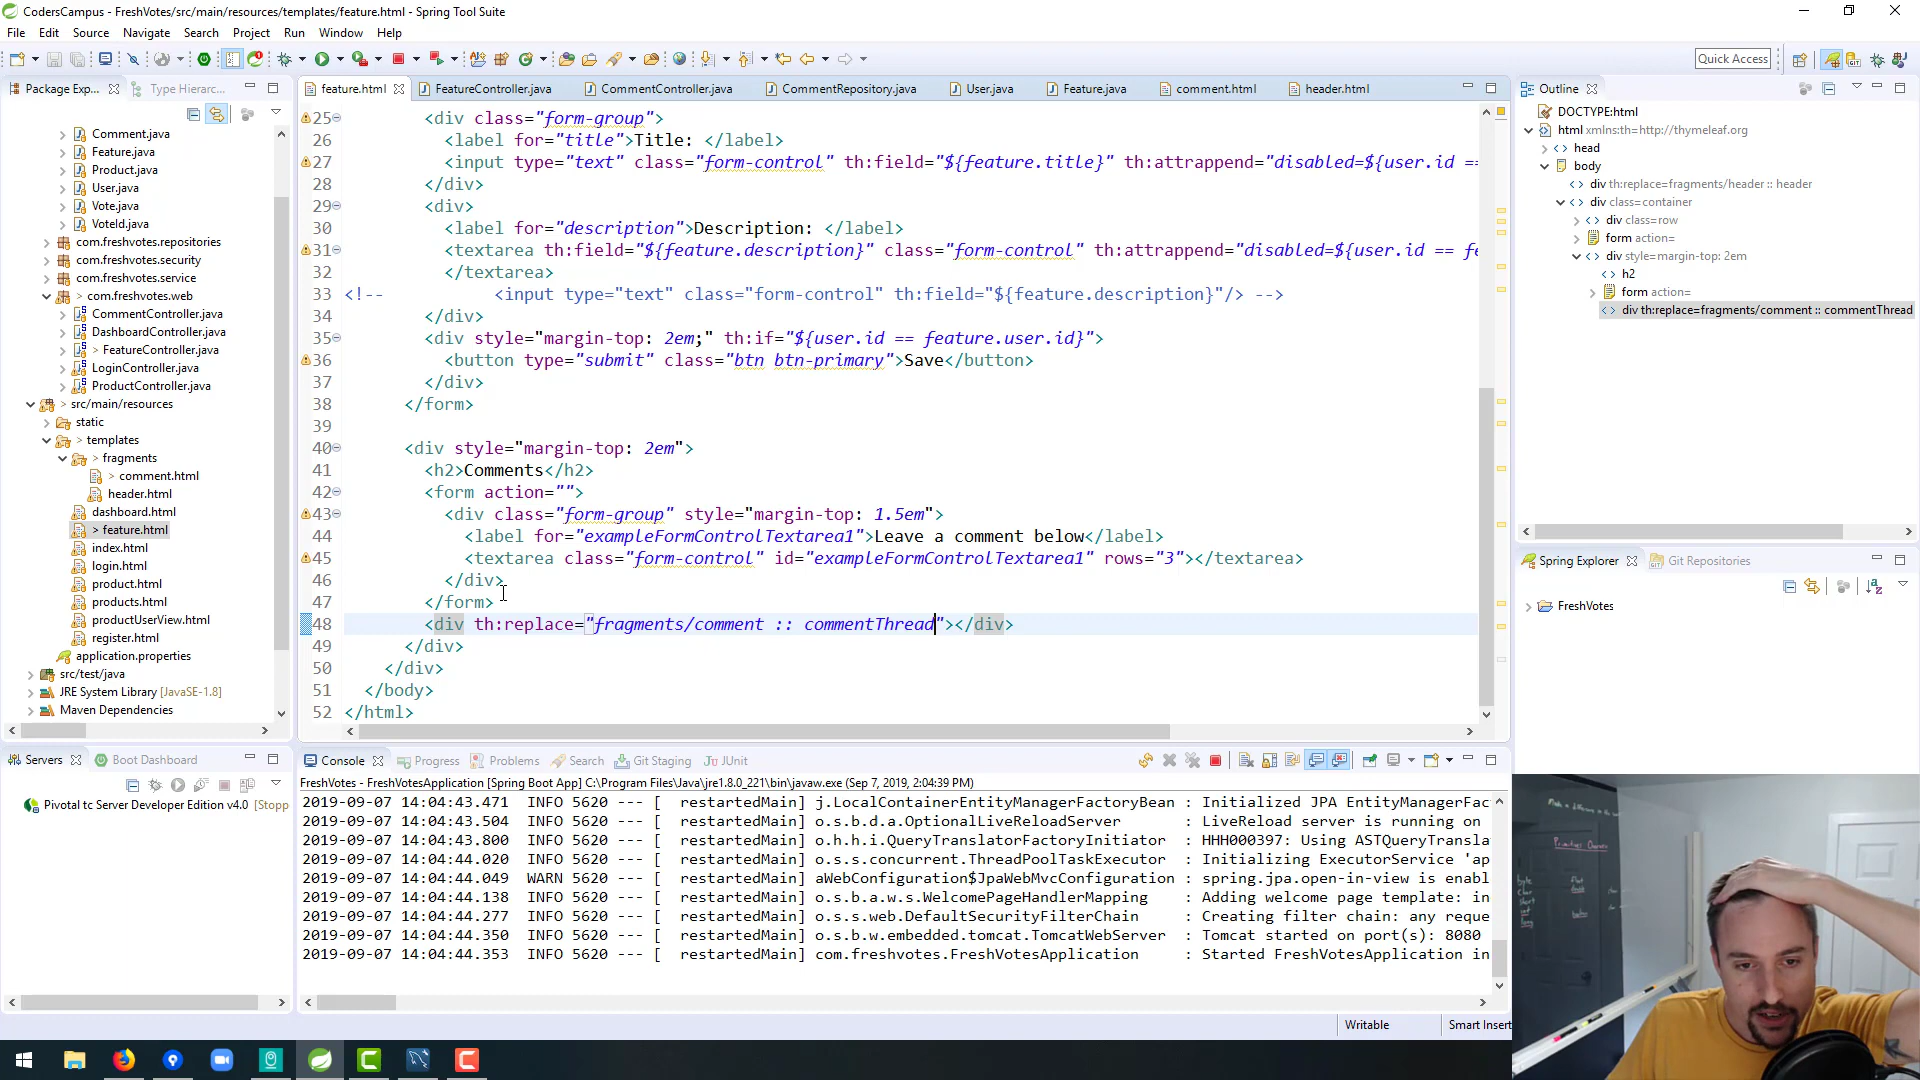 CodersCampus - FreshVotes/src/main/resources/templates/feature.html - Spring Tool Suite
File Edit Source Navigate Search Project Run Window Help
Quick Access
Package Exp... Type Hierarc...
Comment.java
Feature.java
Product.java
User.java
Vote.java
VoteId.java
com.freshvotes.repositories
com.freshvotes.security
com.freshvotes.service
> com.freshvotes.web
CommentController.java
DashboardController.java
> FeatureController.java
LoginController.java
ProductController.java
> src/main/resources
static
> templates
> fragments
> comment.html
header.html
dashboard.html
> feature.html
index.html
login.html
product.html
products.html
productUserView.html
register.html
application.properties
src/test/java
JRE System Library [JavaSE-1.8]
Maven Dependencies
feature.html FeatureController.java CommentController.java CommentRepository.java User.java Feature.java comment.html header.html
25 <div class="form-group">
26 <label for="title">Title: </label>
27 <input type="text" class="form-control" th:field="${feature.title}" th:attrappend="disabled=${user.id ==
28 </div>
29 <div>
30 <label for="description">Description: </label>
31 <textarea th:field="${feature.description}" class="form-control" th:attrappend="disabled=${user.id == fe
32 </textarea>
33 <!-- <input type="text" class="form-control" th:field="${feature.description}"/> -->
34 </div>
35 <div style="margin-top: 2em;" th:if="${user.id == feature.user.id}">
36 <button type="submit" class="btn btn-primary">Save</button>
37 </div>
38 </form>
39
40 <div style="margin-top: 2em">
41 <h2>Comments</h2>
42 <form action="">
43 <div class="form-group" style="margin-top: 1.5em">
44 <label for="exampleFormControlTextarea1">Leave a comment below</label>
45 <textarea class="form-control" id="exampleFormControlTextarea1" rows="3"></textarea>
46 </div>
47 </form>
48 <div th:replace="fragments/comment :: commentThread"></div>
49 </div>
50 </div>
51 </body>
52 </html>
Outline
DOCTYPE:html
html xmlns:th=http://thymeleaf.org
head
body
div th:replace=fragments/header :: header
div class=container
div class=row
form action=
div style=margin-top: 2em
h2
form action=
div th:replace=fragments/comment :: commentThread
Spring Explorer Git Repositories
FreshVotes
Servers Boot Dashboard
Pivotal tc Server Developer Edition v4.0 [Stopp
Console Progress Problems Search Git Staging JUnit
FreshVotes - FreshVotesApplication [Spring Boot App] C:\Program Files\Java\jre1.8.0_221\bin\javaw.exe (Sep 7, 2019, 2:04:39 PM)
2019-09-07 14:04:43.471 INFO 5620 --- [ restartedMain] j.LocalContainerEntityManagerFactoryBean : Initialized JPA EntityManagerFac
2019-09-07 14:04:43.504 INFO 5620 --- [ restartedMain] o.s.b.d.a.OptionalLiveReloadServer : LiveReload server is running on
2019-09-07 14:04:43.800 INFO 5620 --- [ restartedMain] o.h.h.i.QueryTranslatorFactoryInitiator : HHH000397: Using ASTQueryTransla
2019-09-07 14:04:44.020 INFO 5620 --- [ restartedMain] o.s.s.concurrent.ThreadPoolTaskExecutor : Initializing ExecutorService 'ap
2019-09-07 14:04:44.049 WARN 5620 --- [ restartedMain] aWebConfiguration$JpaWebMvcConfiguration : spring.jpa.open-in-view is enabl
2019-09-07 14:04:44.138 INFO 5620 --- [ restartedMain] o.s.b.a.w.s.WelcomePageHandlerMapping : Adding welcome page template: in
2019-09-07 14:04:44.277 INFO 5620 --- [ restartedMain] o.s.s.web.DefaultSecurityFilterChain : Creating filter chain: any reque
2019-09-07 14:04:44.350 INFO 5620 --- [ restartedMain] o.s.b.w.embedded.tomcat.TomcatWebServer : Tomcat started on port(s): 8080
2019-09-07 14:04:44.353 INFO 5620 --- [ restartedMain] com.freshvotes.FreshVotesApplication : Started FreshVotesApplication in
Writable Smart Insert